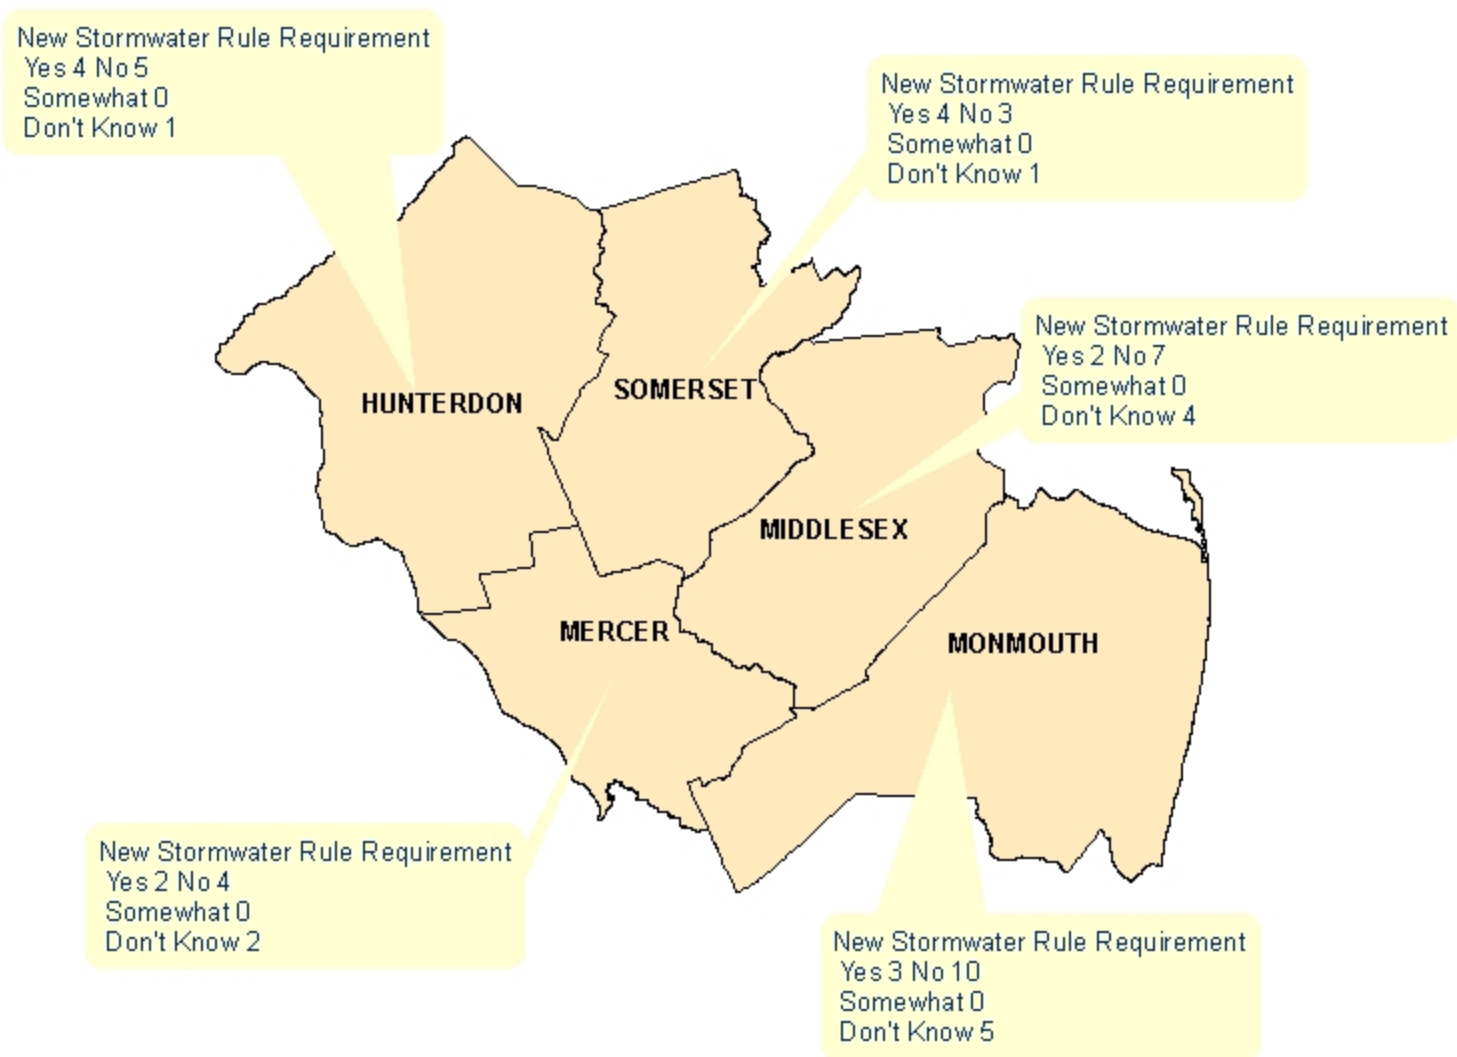 New Stormwater Rule Requirement
Yes 4 No 5
Somewhat 0
Don't Know 1
New Stormwater Rule Requirement
Yes 4 No 3
Somewhat 0
Don't Know 1
New Stormwater Rule Requirement
Yes 2 No 7
Somewhat 0
Don't Know 4
HUNTERDON
SOMERSET
MIDDLESEX
MERCER
MONMOUTH
New Stormwater Rule Requirement
Yes 2 No 4
Somewhat 0
Don't Know 2
New Stormwater Rule Requirement
Yes 3 No 10
Somewhat 0
Don't Know 5